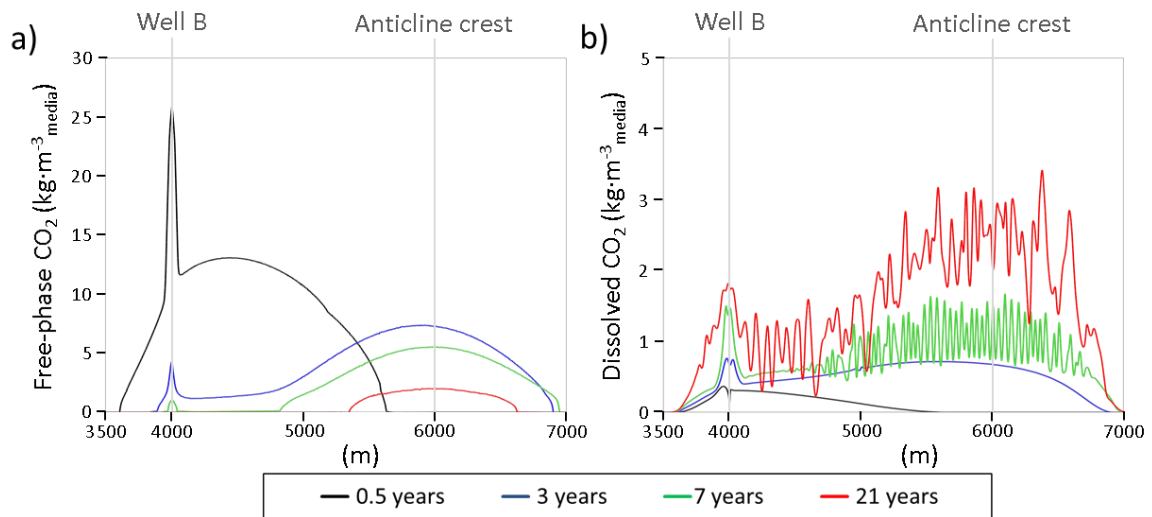 Well B Anticline crest
a)
Free-phase CO₂ (kg·m⁻³media)
30
25
20
15
10
5
0
3500 4000 5000 6000 7000
(m)
Well B Anticline crest
b)
Dissolved CO₂ (kg·m⁻³media)
5
4
3
2
1
0
3500 4000 5000 6000 7000
(m)
0.5 years 3 years 7 years 21 years